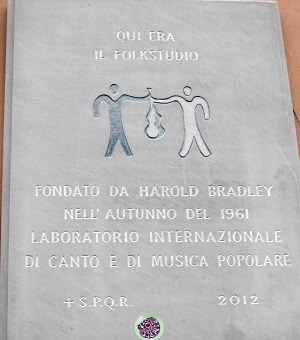 QUI ERA
IL FOLKSTUDIO
FONDATO DA HAROLD BRADLEY
NELL'AUTUNNO DEL 1961
LABORATORIO INTERNAZIONALE
DI CANTO E DI MUSICA POPOLARE
+ S.P.Q.R. 2012